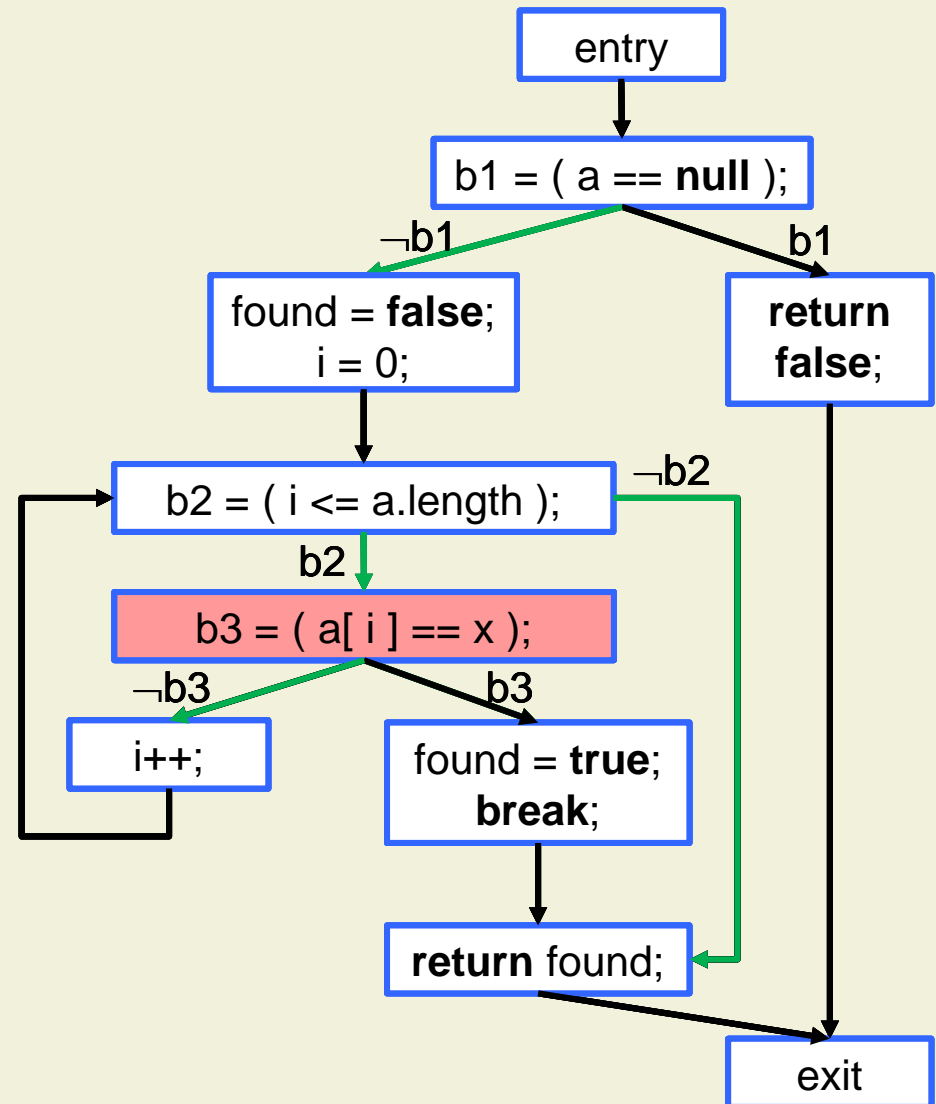 entry
b1 = ( a == null );
¬b1
b1
found = false;
i = 0;
return
false;
b2 = ( i <= a.length );
¬b2
b2
b3 = ( a[ i ] == x );
¬b3
b3
i++;
found = true;
break;
return found;
exit